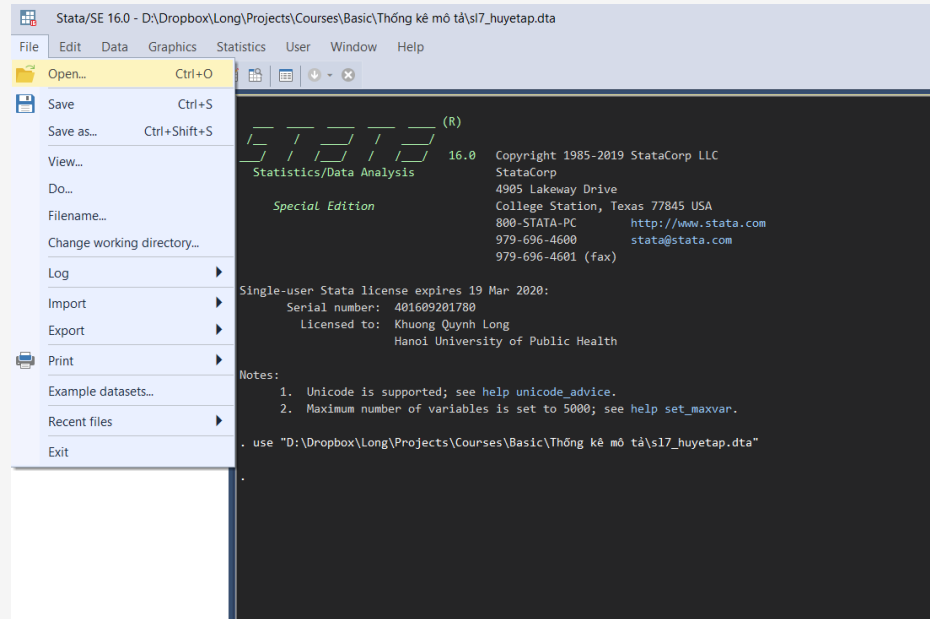 Stata/SE 16.0 - D:\Dropbox\Long\Projects\Courses\Basic\Thống kê mô tả\sl7_huyetap.dta
File Edit Data Graphics Statistics User Window Help
Open... Ctrl+O
Save Ctrl+S
Save as... Ctrl+Shift+S
View...
Do...
Filename...
Change working directory...
Log
Import
Export
Print
Example datasets...
Recent files
Exit
(R)
16.0 Copyright 1985-2019 StataCorp LLC
Statistics/Data Analysis StataCorp
4905 Lakeway Drive
Special Edition College Station, Texas 77845 USA
800-STATA-PC http://www.stata.com
979-696-4600 stata@stata.com
979-696-4601 (fax)
Single-user Stata license expires 19 Mar 2020:
Serial number: 401609201780
Licensed to: Khuong Quynh Long
Hanoi University of Public Health
Notes:
1. Unicode is supported; see help unicode_advice.
2. Maximum number of variables is set to 5000; see help set_maxvar.
. use "D:\Dropbox\Long\Projects\Courses\Basic\Thống kê mô tả\sl7_huyetap.dta"
.